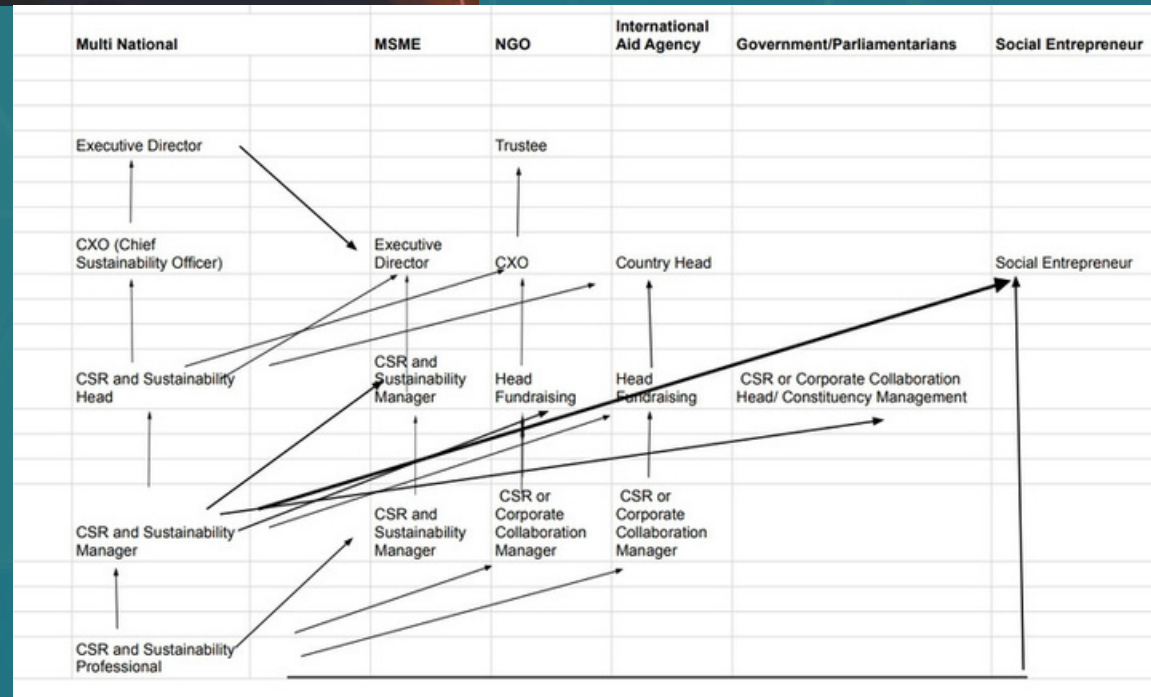 Multi National
MSME
NGO
International
Aid Agency
Government/Parliamentarians
Social Entrepreneur
Executive Director
Trustee
CXO (Chief
Sustainability Officer)
Executive
Director
CXO
Country Head
Social Entrepreneur
CSR and Sustainability
Head
CSR and
Sustainability
Manager
Head
Fundraising
Head
Fundraising
CSR or Corporate Collaboration
Head/ Constituency Management
CSR and Sustainability
Manager
CSR and
Sustainability
Manager
CSR or
Corporate
Collaboration
Manager
CSR or
Corporate
Collaboration
Manager
CSR and Sustainability
Professional